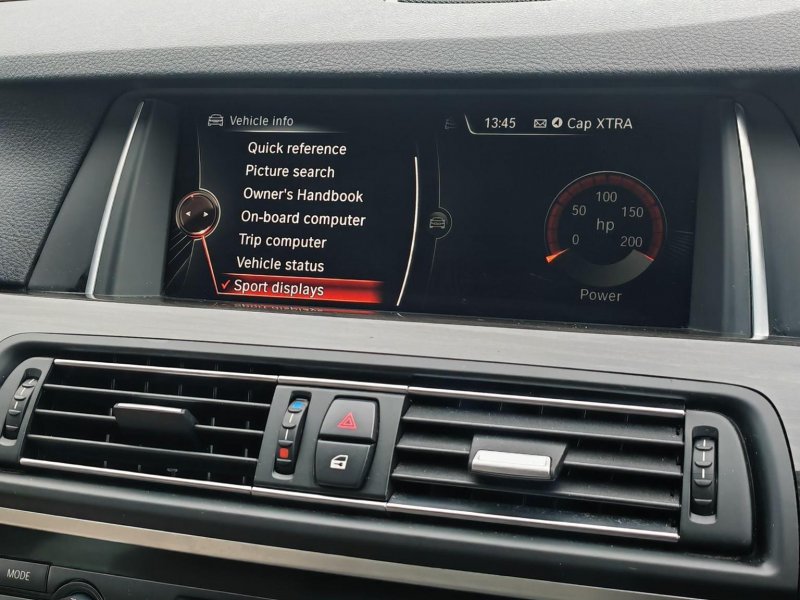 Vehicle info
Quick reference
Picture search
Owner's Handbook
On-board computer
Trip computer
Vehicle status
Sport displays
13:45 Cap XTRA
100
50 150
hp
0 200
Power
MODE